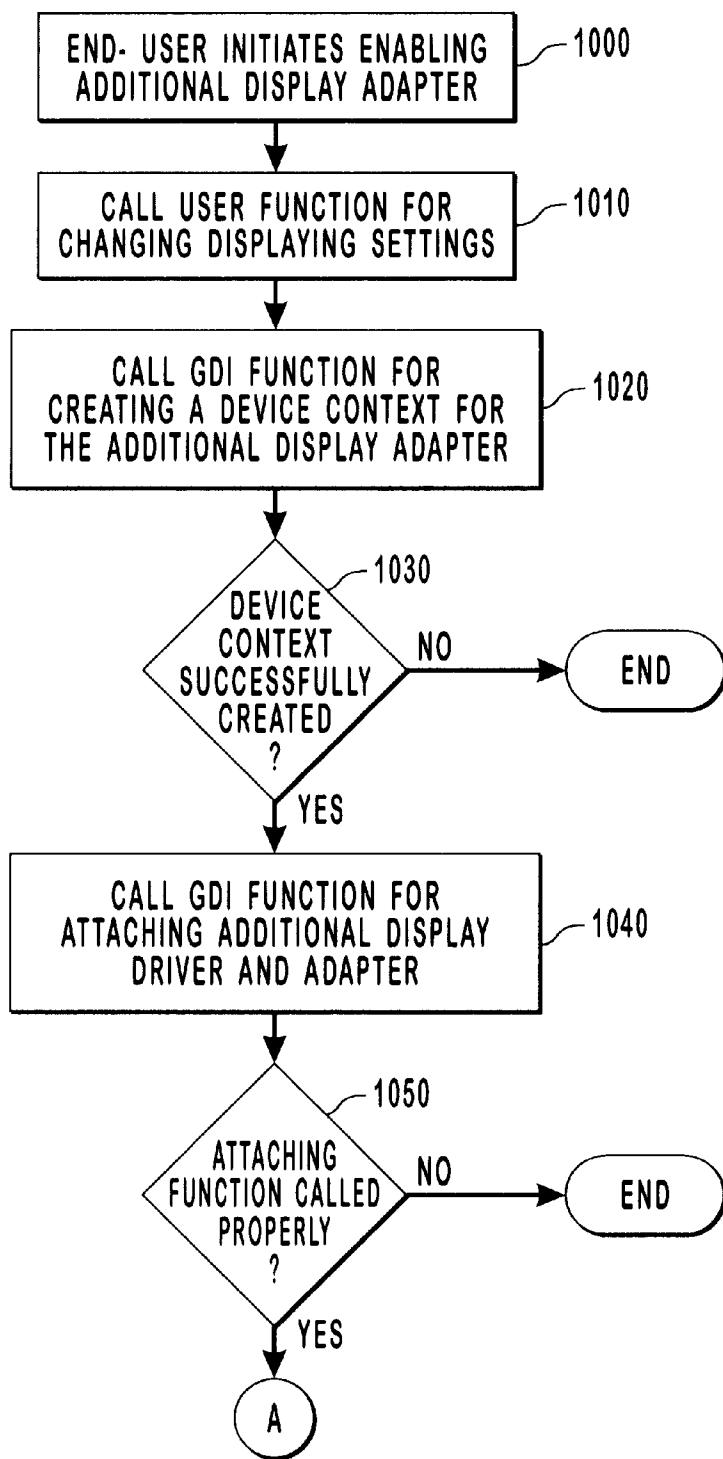 END- USER INITIATES ENABLING
ADDITIONAL DISPLAY ADAPTER
1000
CALL USER FUNCTION FOR
CHANGING DISPLAYING SETTINGS
1010
CALL GDI FUNCTION FOR
CREATING A DEVICE CONTEXT FOR
THE ADDITIONAL DISPLAY ADAPTER
1020
1030
DEVICE
CONTEXT
SUCCESSFULLY
CREATED
?
NO
END
YES
CALL GDI FUNCTION FOR
ATTACHING ADDITIONAL DISPLAY
DRIVER AND ADAPTER
1040
1050
ATTACHING
FUNCTION CALLED
PROPERLY
?
NO
END
YES
A